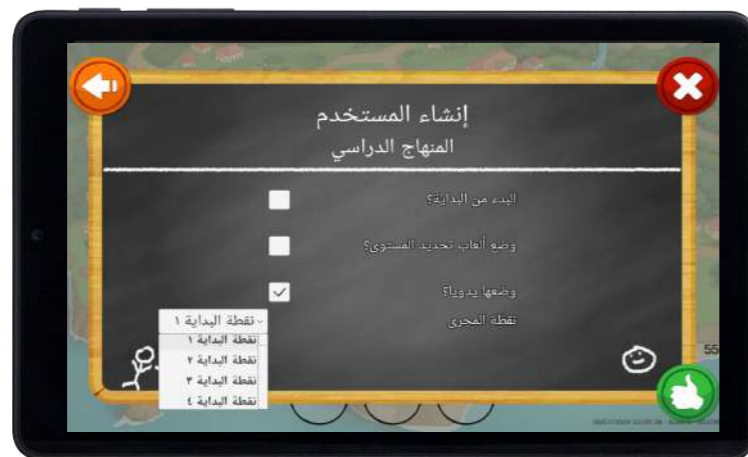 إنشاء المستخدم
المنهاج الدراسي
البدء من البداية؟
وضع ألعاب تحديد المستوى؟
وضعها يدويا؟
نقطة المجرى
نقطة البداية ١
نقطة البداية ١
نقطة البداية ٢
نقطة البداية ٣
نقطة البداية ٤
55